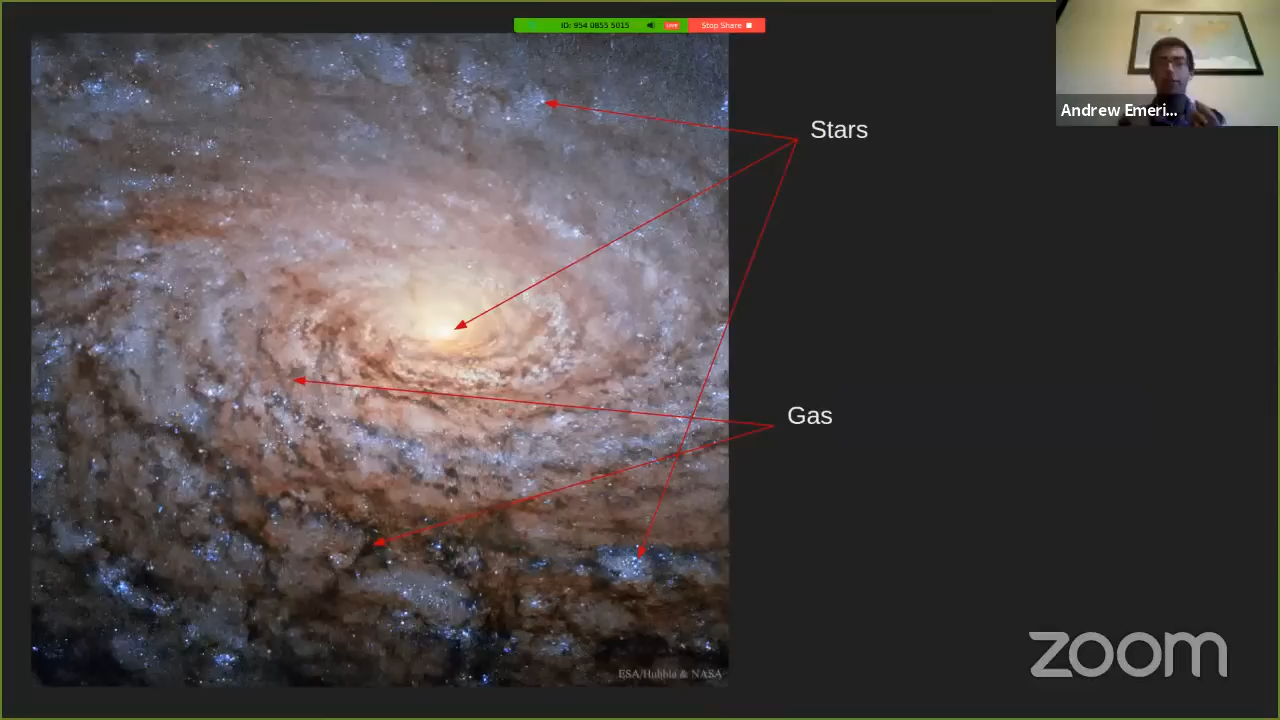 ID: 954 0855 5015
LIVE
Stop Share
Andrew Emeri...
Stars
Gas
ESA/Hubble & NASA
zoom